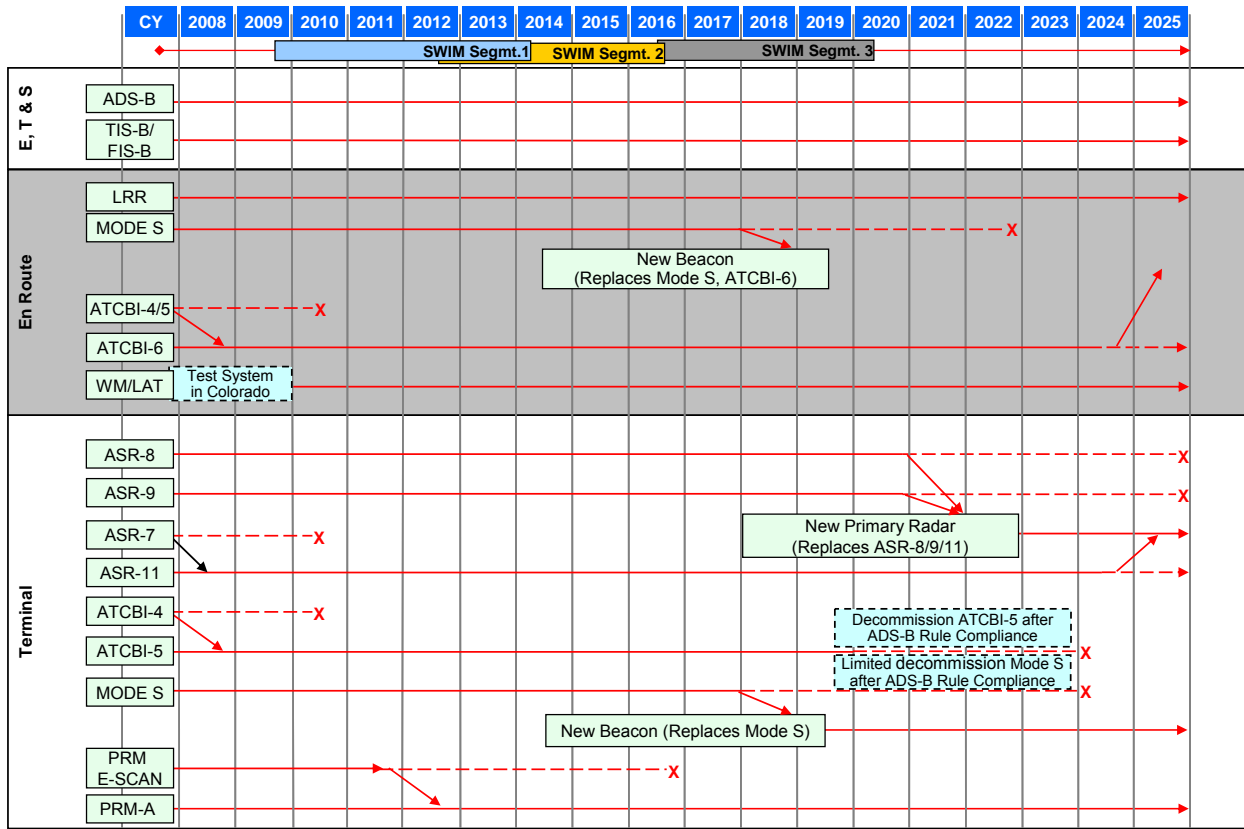 CY 2008 2009 2010 2011 2012 2013 2014 2015 2016 2017 2018 2019 2020 2021 2022 2023 2024 2025
SWIM Segmt.1
SWIM Segmt. 2
SWIM Segmt. 3
E, T & S
ADS-B
TIS-B/
FIS-B
En Route
LRR
MODE S
X
New Beacon
(Replaces Mode S, ATCBI-6)
ATCBI-4/5
X
ATCBI-6
WM/LAT
Test System
in Colorado
Terminal
ASR-8
X
ASR-9
X
ASR-7
X
New Primary Radar
(Replaces ASR-8/9/11)
ASR-11
ATCBI-4
X
Decommission ATCBI-5 after
ADS-B Rule Compliance
ATCBI-5
X
Limited decommission Mode S
after ADS-B Rule Compliance
MODE S
X
New Beacon (Replaces Mode S)
PRM
E-SCAN
X
PRM-A